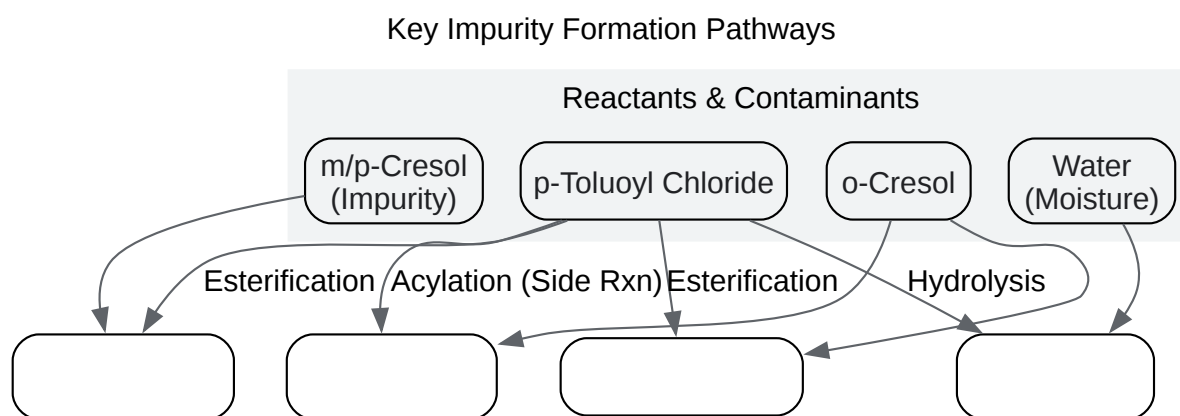 Key Impurity Formation Pathways
Reactants & Contaminants
m/p-Cresol
(Impurity)
p-Toluoyl Chloride
o-Cresol
Water
(Moisture)
Esterification
Acylation (Side Rxn)
Esterification
Hydrolysis